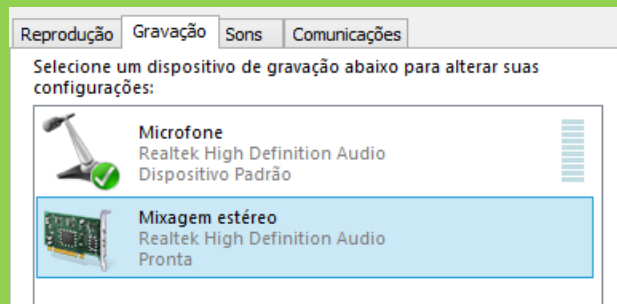 Reprodução Gravação Sons Comunicações
Selecione um dispositivo de gravação abaixo para alterar suas
configurações:
Microfone
Realtek High Definition Audio
Dispositivo Padrão
Mixagem estéreo
Realtek High Definition Audio
Pronta